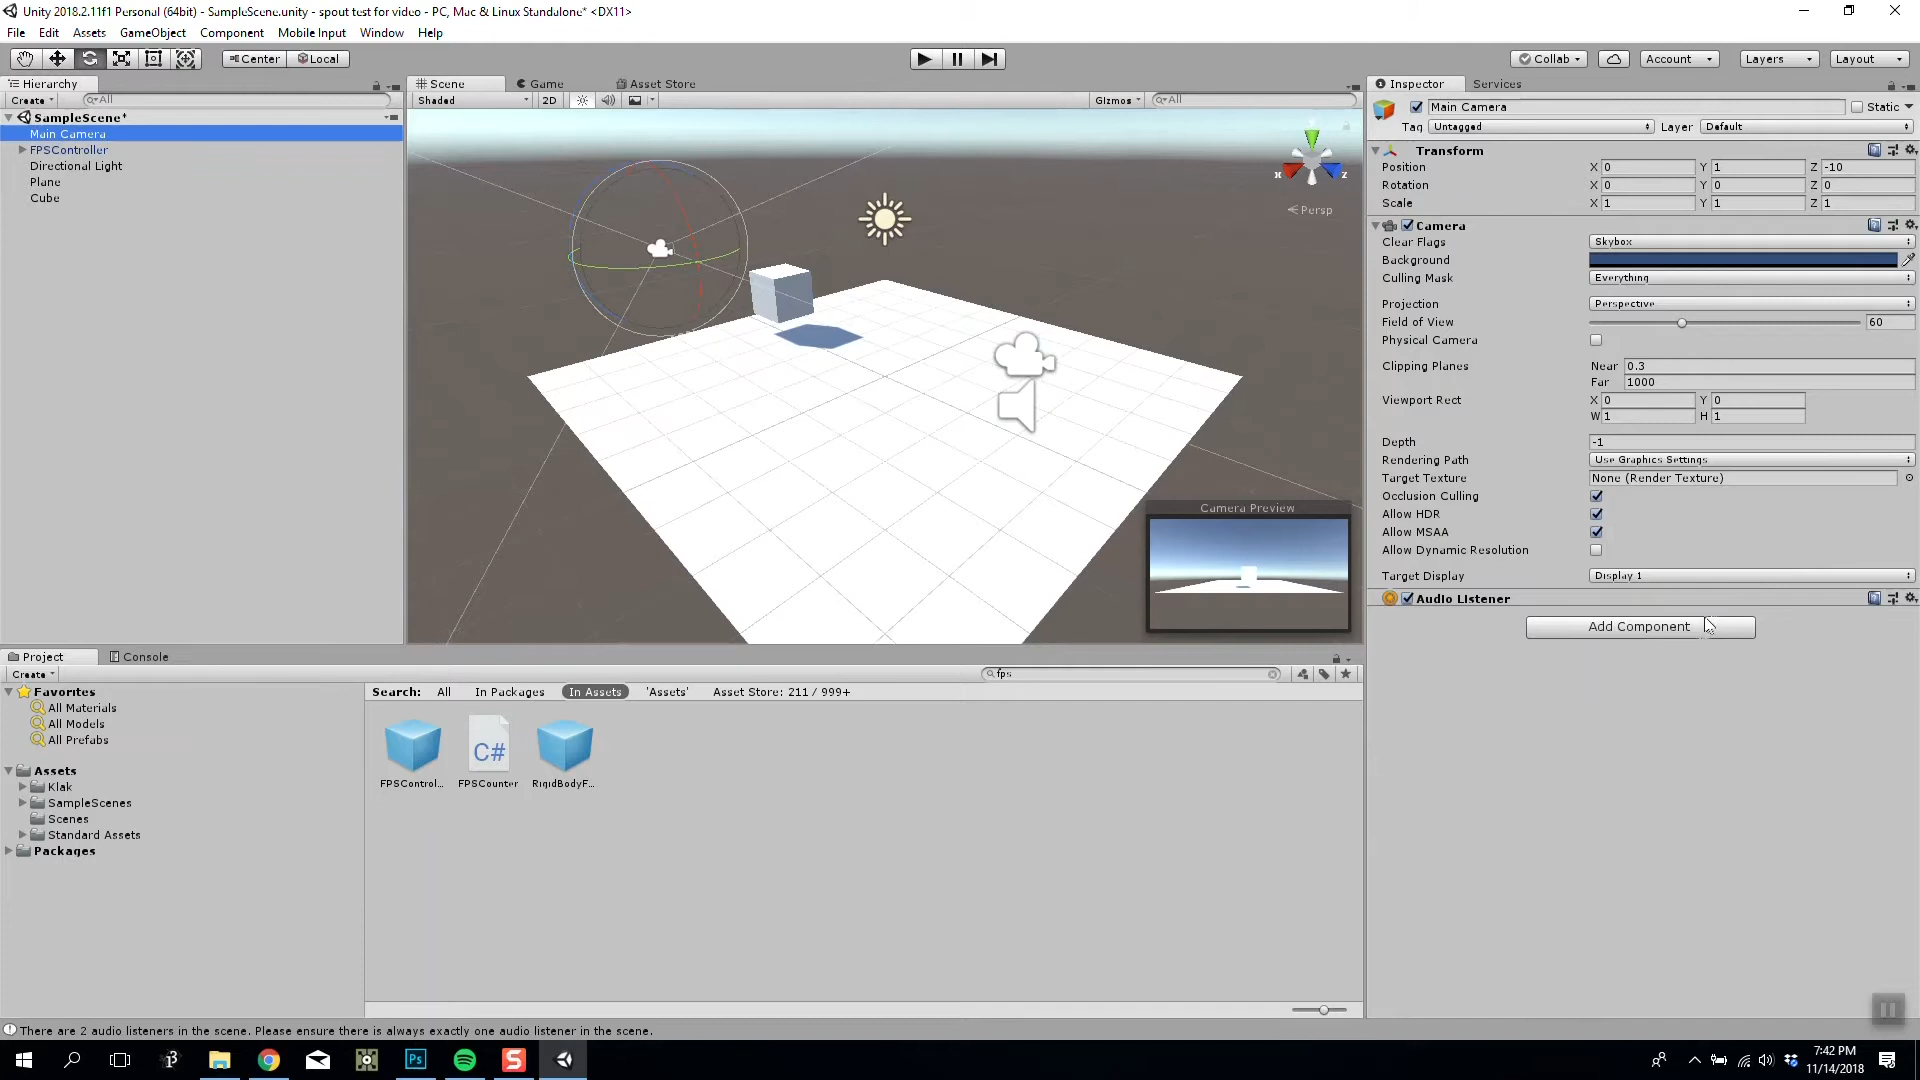 Unity 2018.2.11f1 Personal (64bit) - SampleScene.unity - spout test for video - PC, Mac & Linux Standalone* <DX11>
File Edit Assets GameObject Component Mobile Input Window Help
Center Local Collab Account Layers Layout
Hierarchy
Create All
SampleScene*
Main Camera
FPSController
Directional Light
Plane
Cube
Scene Game Asset Store
Shaded 2D Gizmos All
x z
Persp
Camera Preview
Inspector Services
Main Camera Static
Tag Untagged Layer Default
Transform
Position X 0 Y 1 Z -10
Rotation X 0 Y 0 Z 0
Scale X 1 Y 1 Z 1
Camera
Clear Flags Skybox
Background
Culling Mask Everything
Projection Perspective
Field of View 60
Physical Camera
Clipping Planes Near 0.3
Far 1000
Viewport Rect X 0 Y 0
W 1 H 1
Depth -1
Rendering Path Use Graphics Settings
Target Texture None (Render Texture)
Occlusion Culling
Allow HDR
Allow MSAA
Allow Dynamic Resolution
Target Display Display 1
Audio Listener
Add Component
Project Console
Create fps
Favorites
All Materials
All Models
All Prefabs
Assets
Klak
SampleScenes
Scenes
Standard Assets
Packages
Search: All In Packages In Assets 'Assets' Asset Store: 211 / 999+
C#
FPSControl... FPSCounter RigidBodyF...
There are 2 audio listeners in the scene. Please ensure there is always exactly one audio listener in the scene.
Ps S
7:42 PM
11/14/2018